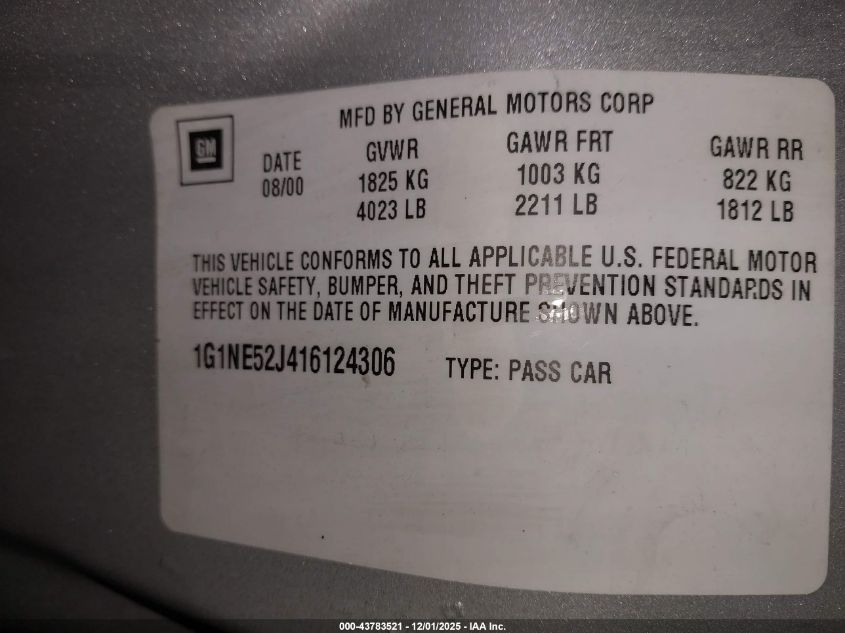 MFD BY GENERAL MOTORS CORP
GM
DATE GVWR GAWR FRT GAWR RR
08/00 1825 KG 1003 KG 822 KG
4023 LB 2211 LB 1812 LB
THIS VEHICLE CONFORMS TO ALL APPLICABLE U.S. FEDERAL MOTOR
VEHICLE SAFETY, BUMPER, AND THEFT PREVENTION STANDARDS IN
EFFECT ON THE DATE OF MANUFACTURE SHOWN ABOVE.
1G1NE52J416124306 TYPE: PASS CAR
000-43783521 - 12/01/2025 - IAA Inc.